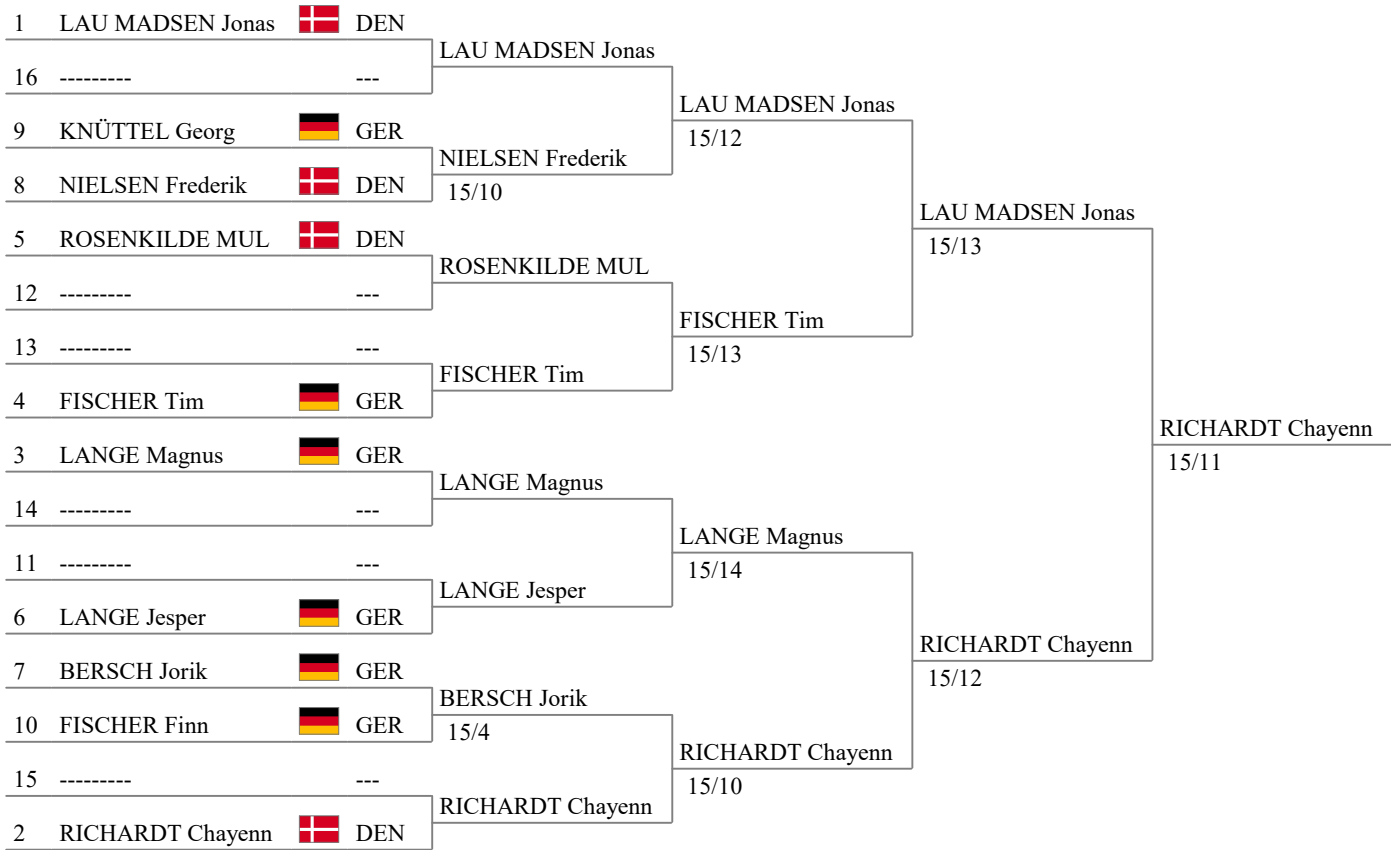 1 LAU MADSEN Jonas DEN
LAU MADSEN Jonas
16 --------- ---
LAU MADSEN Jonas
15/12
9 KNÜTTEL Georg GER
NIELSEN Frederik
15/10
8 NIELSEN Frederik DEN
LAU MADSEN Jonas
15/13
5 ROSENKILDE MUL DEN
ROSENKILDE MUL
12 --------- ---
FISCHER Tim
15/13
13 --------- ---
FISCHER Tim
4 FISCHER Tim GER
RICHARDT Chayenn
15/11
3 LANGE Magnus GER
LANGE Magnus
14 --------- ---
LANGE Magnus
15/14
11 --------- ---
LANGE Jesper
6 LANGE Jesper GER
RICHARDT Chayenn
15/12
7 BERSCH Jorik GER
BERSCH Jorik
15/4
10 FISCHER Finn GER
RICHARDT Chayenn
15/10
15 --------- ---
RICHARDT Chayenn
2 RICHARDT Chayenn DEN